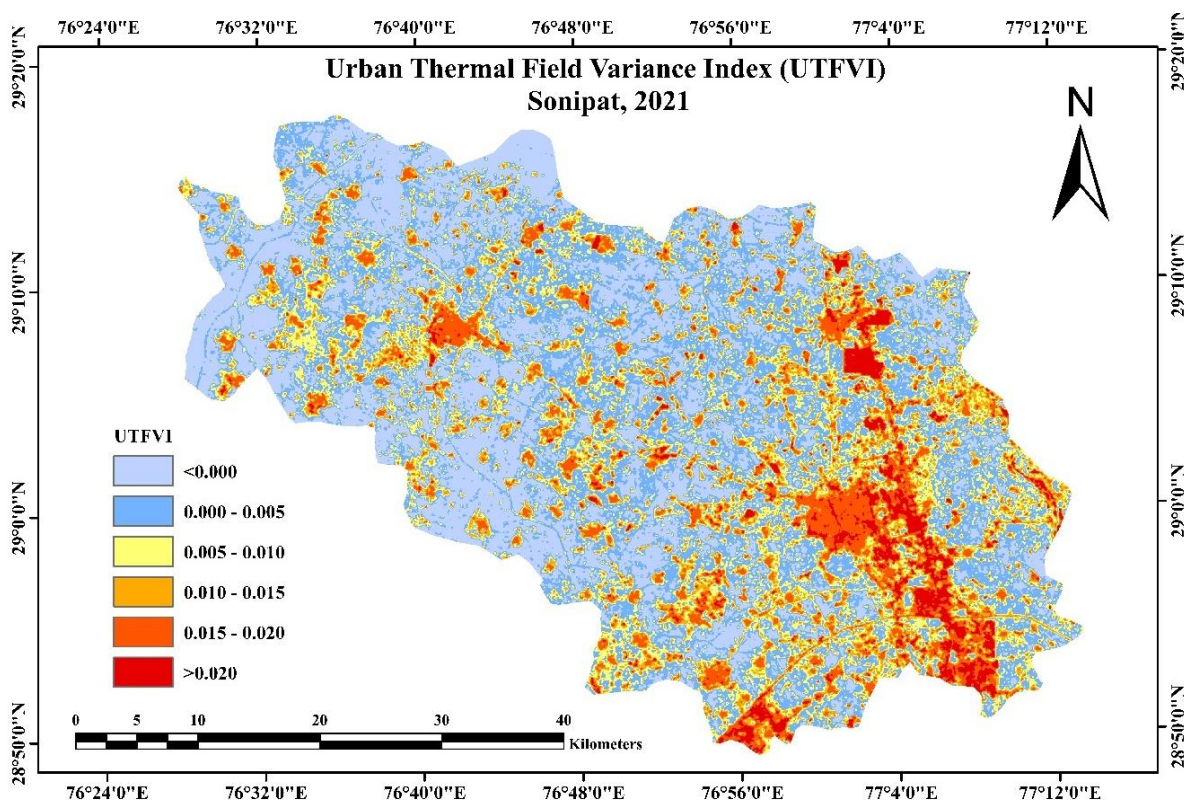 76°24'0"E 76°32'0"E 76°40'0"E 76°48'0"E 76°56'0"E 77°4'0"E 77°12'0"E
29°20'0"N
29°20'0"N
Urban Thermal Field Variance Index (UTFVI)
Sonipat, 2021
N
29°10'0"N
29°10'0"N
UTFVI
<0.000
0.000 - 0.005
0.005 - 0.010
0.010 - 0.015
0.015 - 0.020
>0.020
29°0'0"N
29°0'0"N
0 5 10 20 30 40
Kilometers
28°50'0"N
28°50'0"N
76°24'0"E 76°32'0"E 76°40'0"E 76°48'0"E 76°56'0"E 77°4'0"E 77°12'0"E